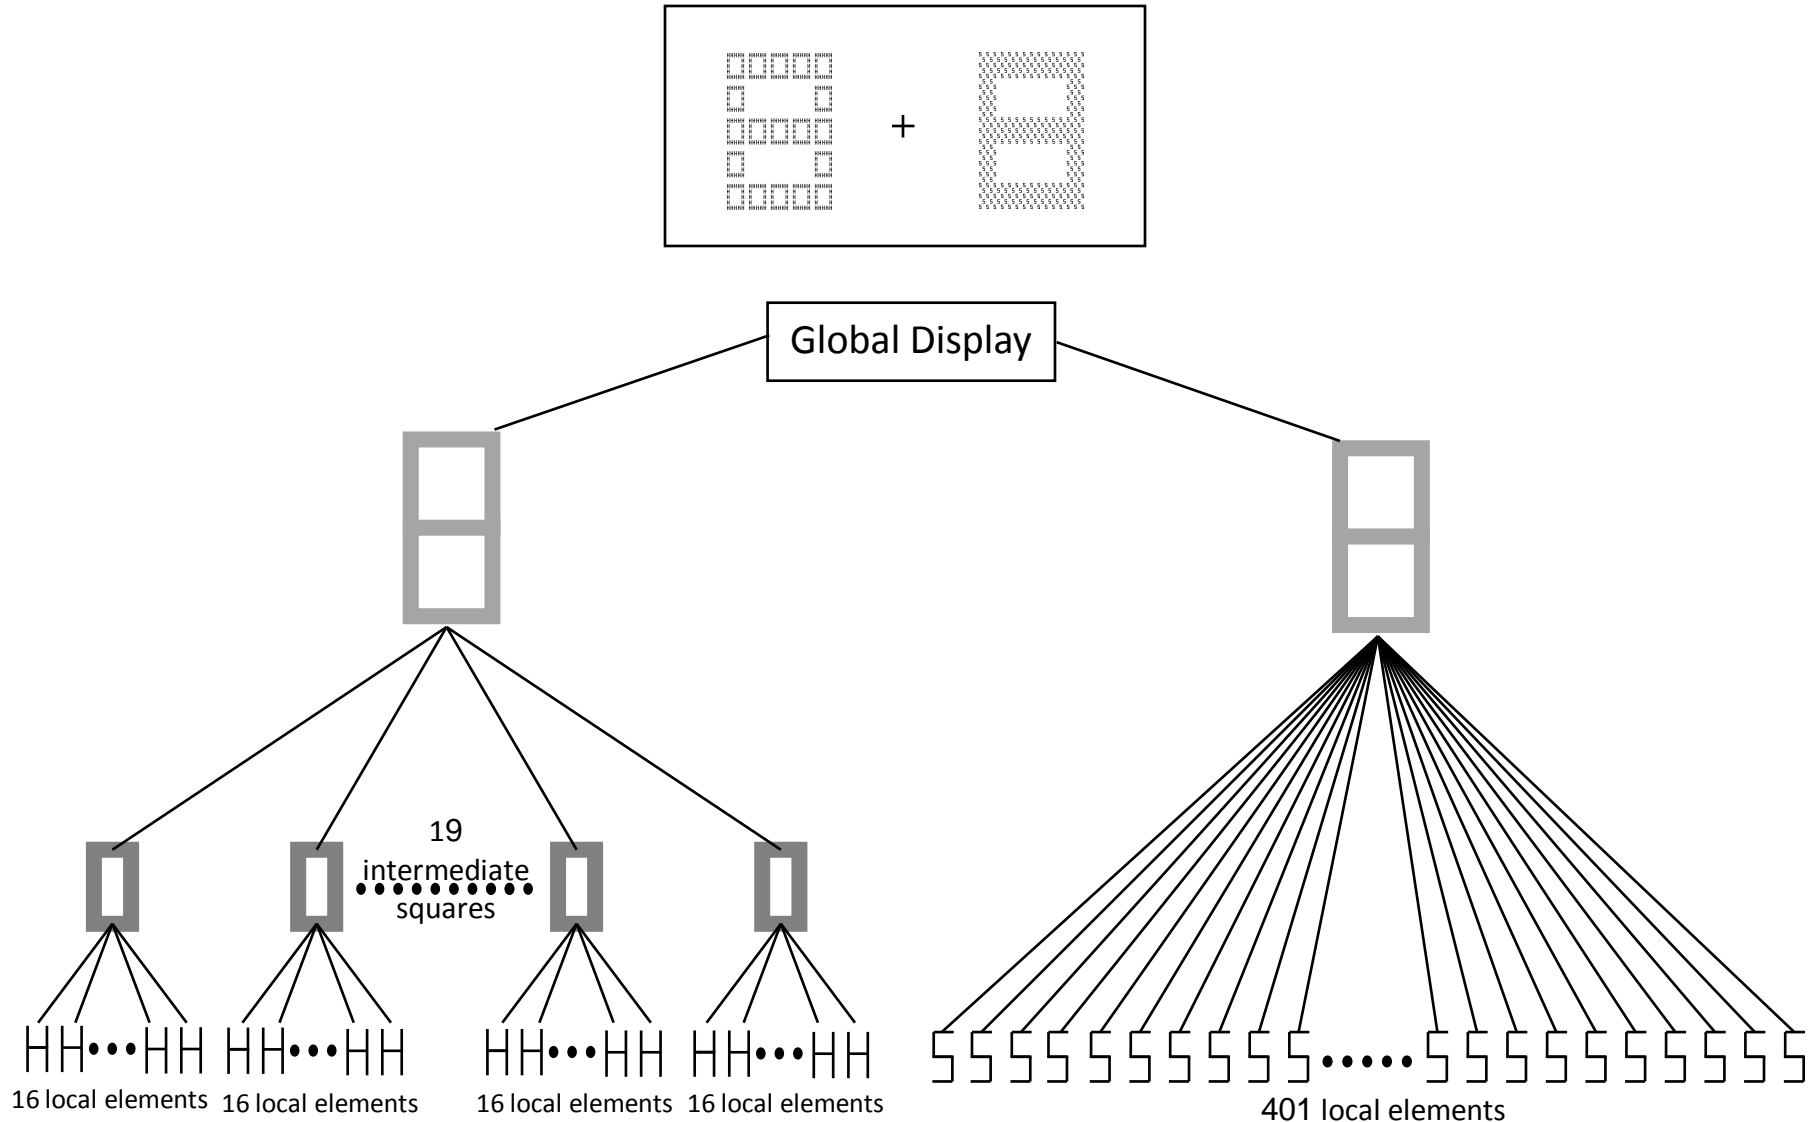 +
Global Display
19
intermediate
squares
H H H H H H H H H H H H H H H H
S S S S S S S S S S S S S S S S S S S S
16 local elements 16 local elements 16 local elements 16 local elements
401 local elements